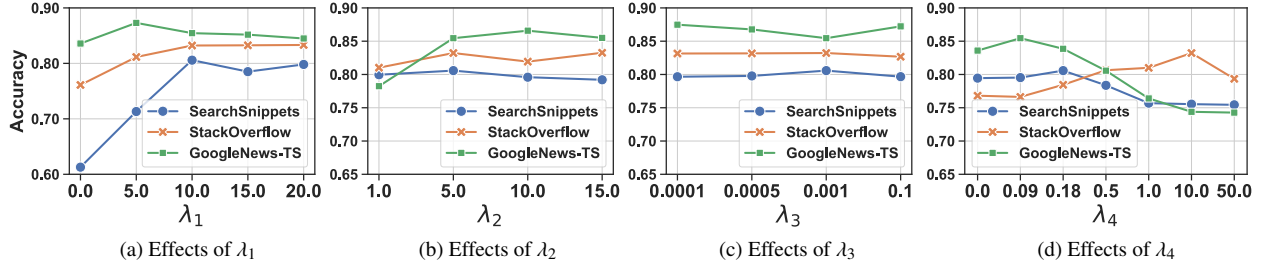 Accuracy
0.90
0.80
0.70
0.60
0.0 5.0 10.0 15.0 20.0
λ1
SearchSnippets
StackOverflow
GoogleNews-TS
(a) Effects of λ1
0.90
0.85
0.80
0.75
0.70
0.65
1.0 5.0 10.0 15.0
λ2
SearchSnippets
StackOverflow
GoogleNews-TS
(b) Effects of λ2
0.90
0.85
0.80
0.75
0.70
0.65
0.0001 0.0005 0.001 0.1
λ3
SearchSnippets
StackOverflow
GoogleNews-TS
(c) Effects of λ3
0.90
0.85
0.80
0.75
0.70
0.65
0.0 0.09 0.18 0.5 1.0 10.0 50.0
λ4
SearchSnippets
StackOverflow
GoogleNews-TS
(d) Effects of λ4